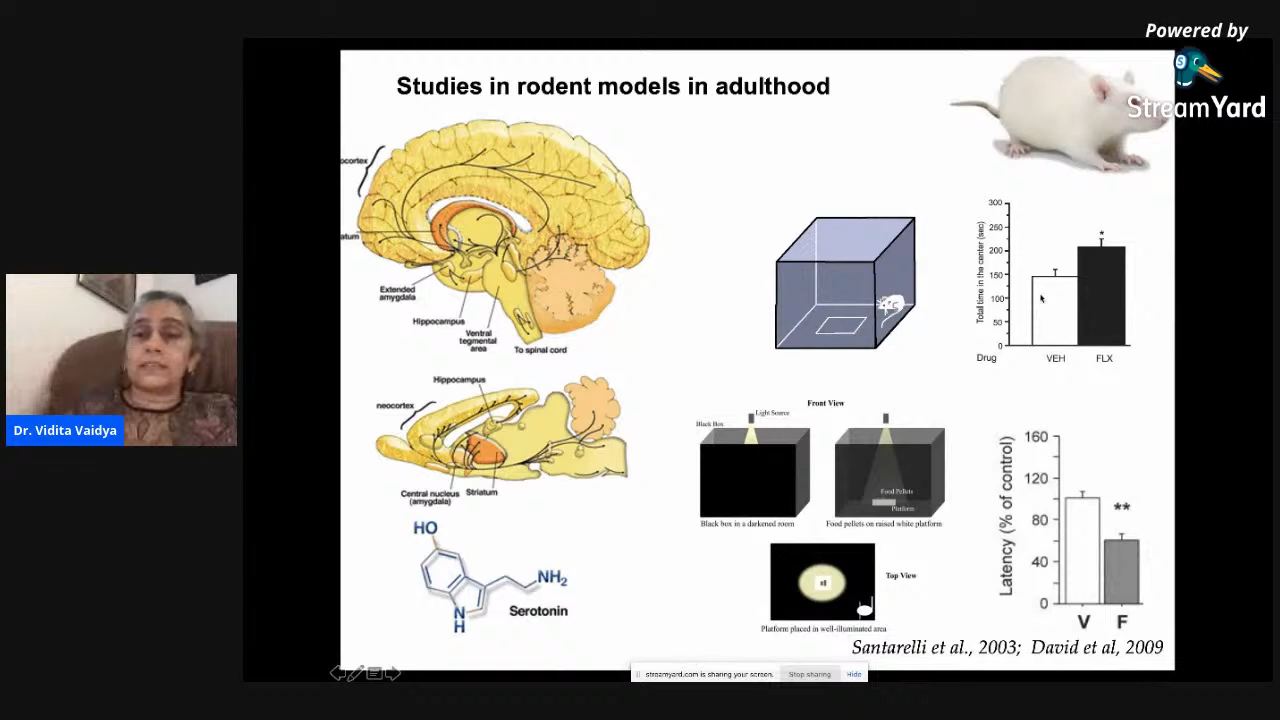 Powered by
StreamYard
Studies in rodent models in adulthood
ocortex
atum
Extended
amygdala
Hippocampus
Ventral
tegmental
area
To spinal cord
Hippocampus
neocortex
Central nucleus
(amygdala)
Striatum
HO
NH2
N
H
Serotonin
Total time in the center (sec)
300
250
200
150
100
50
0
*
Drug
VEH
FLX
Front View
Light Source
Black Box
Food Pellets
Platform
Black box in a darkened room
Food pellets on raised white platform
Top View
Platform placed in well-illuminated area
Latency (% of control)
160
120
80
40
0
**
V
F
Santarelli et al., 2003; David et al, 2009
Dr. Vidita Vaidya
streamyard.com is sharing your screen.
Stop sharing
Hide